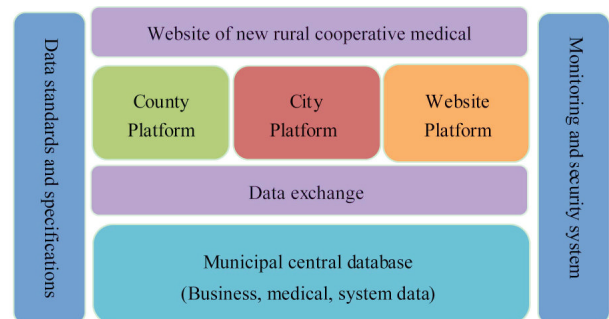 Data standards and specifications
Website of new rural cooperative medical
County
Platform
City
Platform
Website
Platform
Data exchange
Municipal central database
(Business, medical, system data)
Monitoring and security system